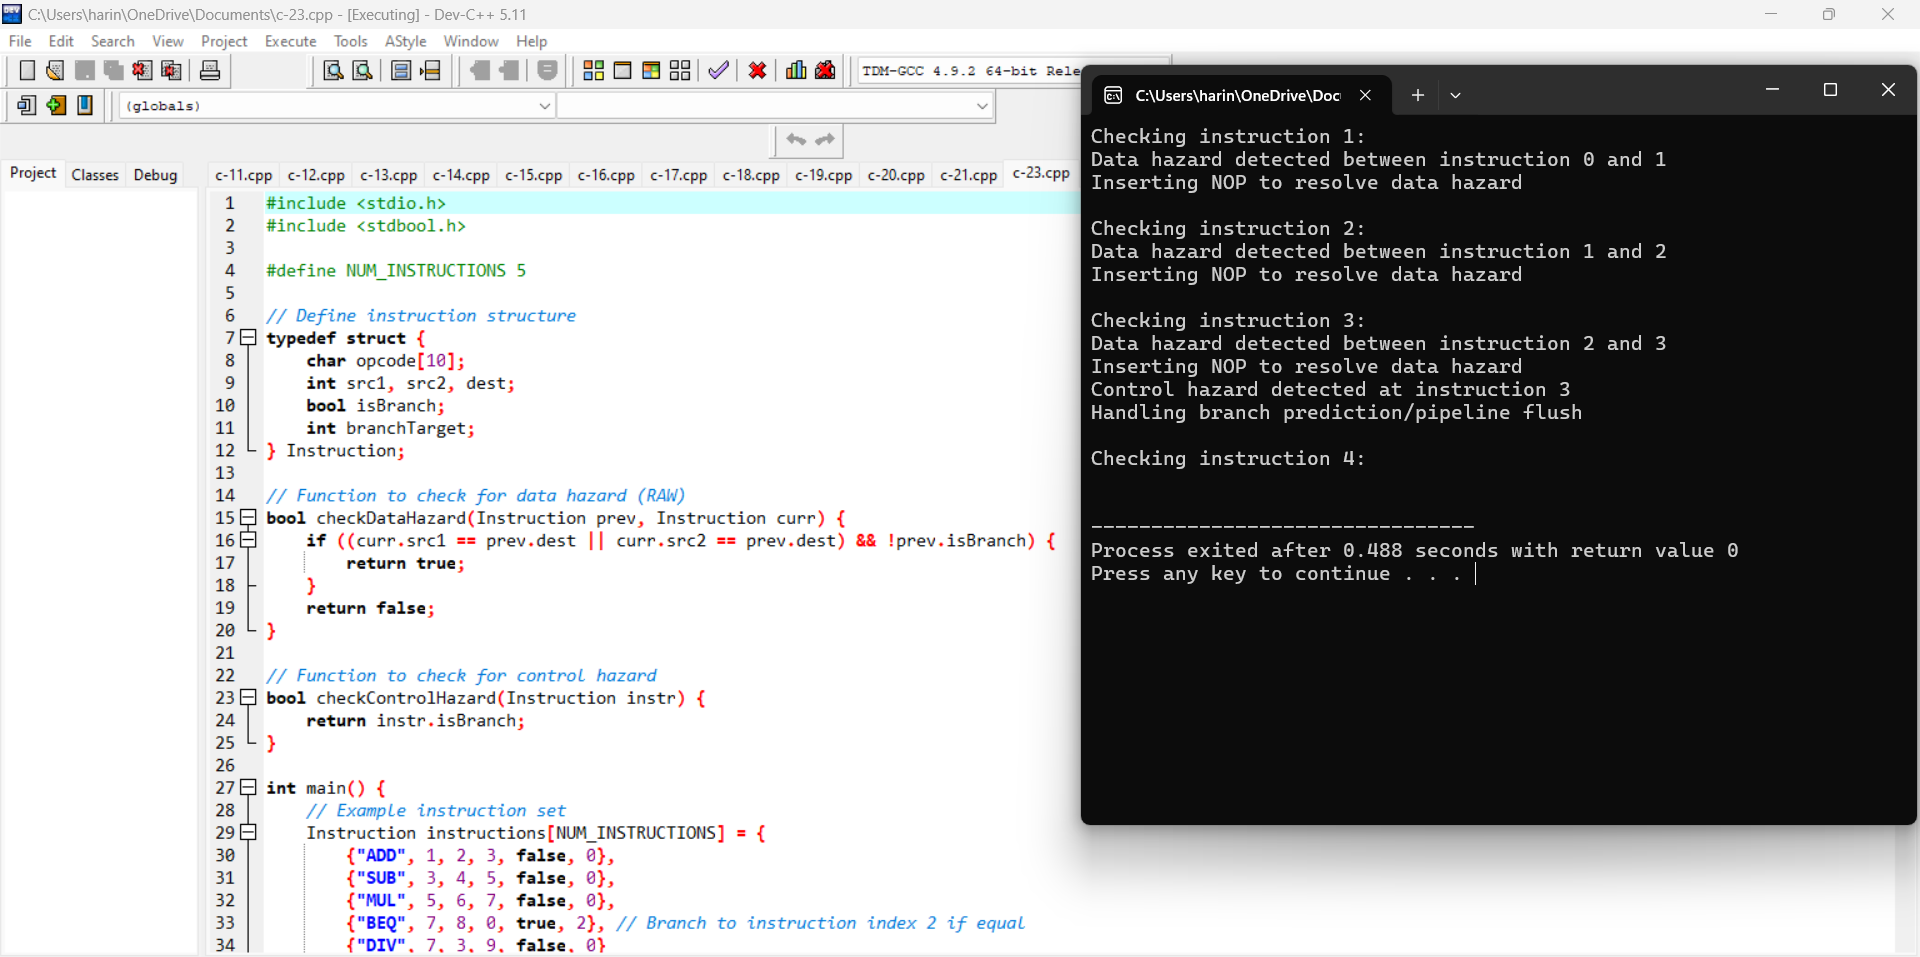 C:\Users\harin\OneDrive\Documents\c-23.cpp - [Executing] - Dev-C++ 5.11
File Edit Search View Project Execute Tools AStyle Window Help
TDM-GCC 4.9.2 64-bit Rele
(globals)
Project Classes Debug
c-11.cpp c-12.cpp c-13.cpp c-14.cpp c-15.cpp c-16.cpp c-17.cpp c-18.cpp c-19.cpp c-20.cpp c-21.cpp c-23.cpp
1 #include <stdio.h>
2 #include <stdbool.h>
3
4 #define NUM_INSTRUCTIONS 5
5
6 // Define instruction structure
7 typedef struct {
8 char opcode[10];
9 int src1, src2, dest;
10 bool isBranch;
11 int branchTarget;
12 } Instruction;
13
14 // Function to check for data hazard (RAW)
15 bool checkDataHazard(Instruction prev, Instruction curr) {
16 if ((curr.src1 == prev.dest || curr.src2 == prev.dest) && !prev.isBranch) {
17 return true;
18 }
19 return false;
20 }
21
22 // Function to check for control hazard
23 bool checkControlHazard(Instruction instr) {
24 return instr.isBranch;
25 }
26
27 int main() {
28 // Example instruction set
29 Instruction instructions[NUM_INSTRUCTIONS] = {
30 {"ADD", 1, 2, 3, false, 0},
31 {"SUB", 3, 4, 5, false, 0},
32 {"MUL", 5, 6, 7, false, 0},
33 {"BEQ", 7, 8, 0, true, 2}, // Branch to instruction index 2 if equal
34 {"DIV", 7, 3, 9, false, 0}
C:\Users\harin\OneDrive\Doc
Checking instruction 1:
Data hazard detected between instruction 0 and 1
Inserting NOP to resolve data hazard
Checking instruction 2:
Data hazard detected between instruction 1 and 2
Inserting NOP to resolve data hazard
Checking instruction 3:
Data hazard detected between instruction 2 and 3
Inserting NOP to resolve data hazard
Control hazard detected at instruction 3
Handling branch prediction/pipeline flush
Checking instruction 4:
--------------------------------
Process exited after 0.488 seconds with return value 0
Press any key to continue . . .